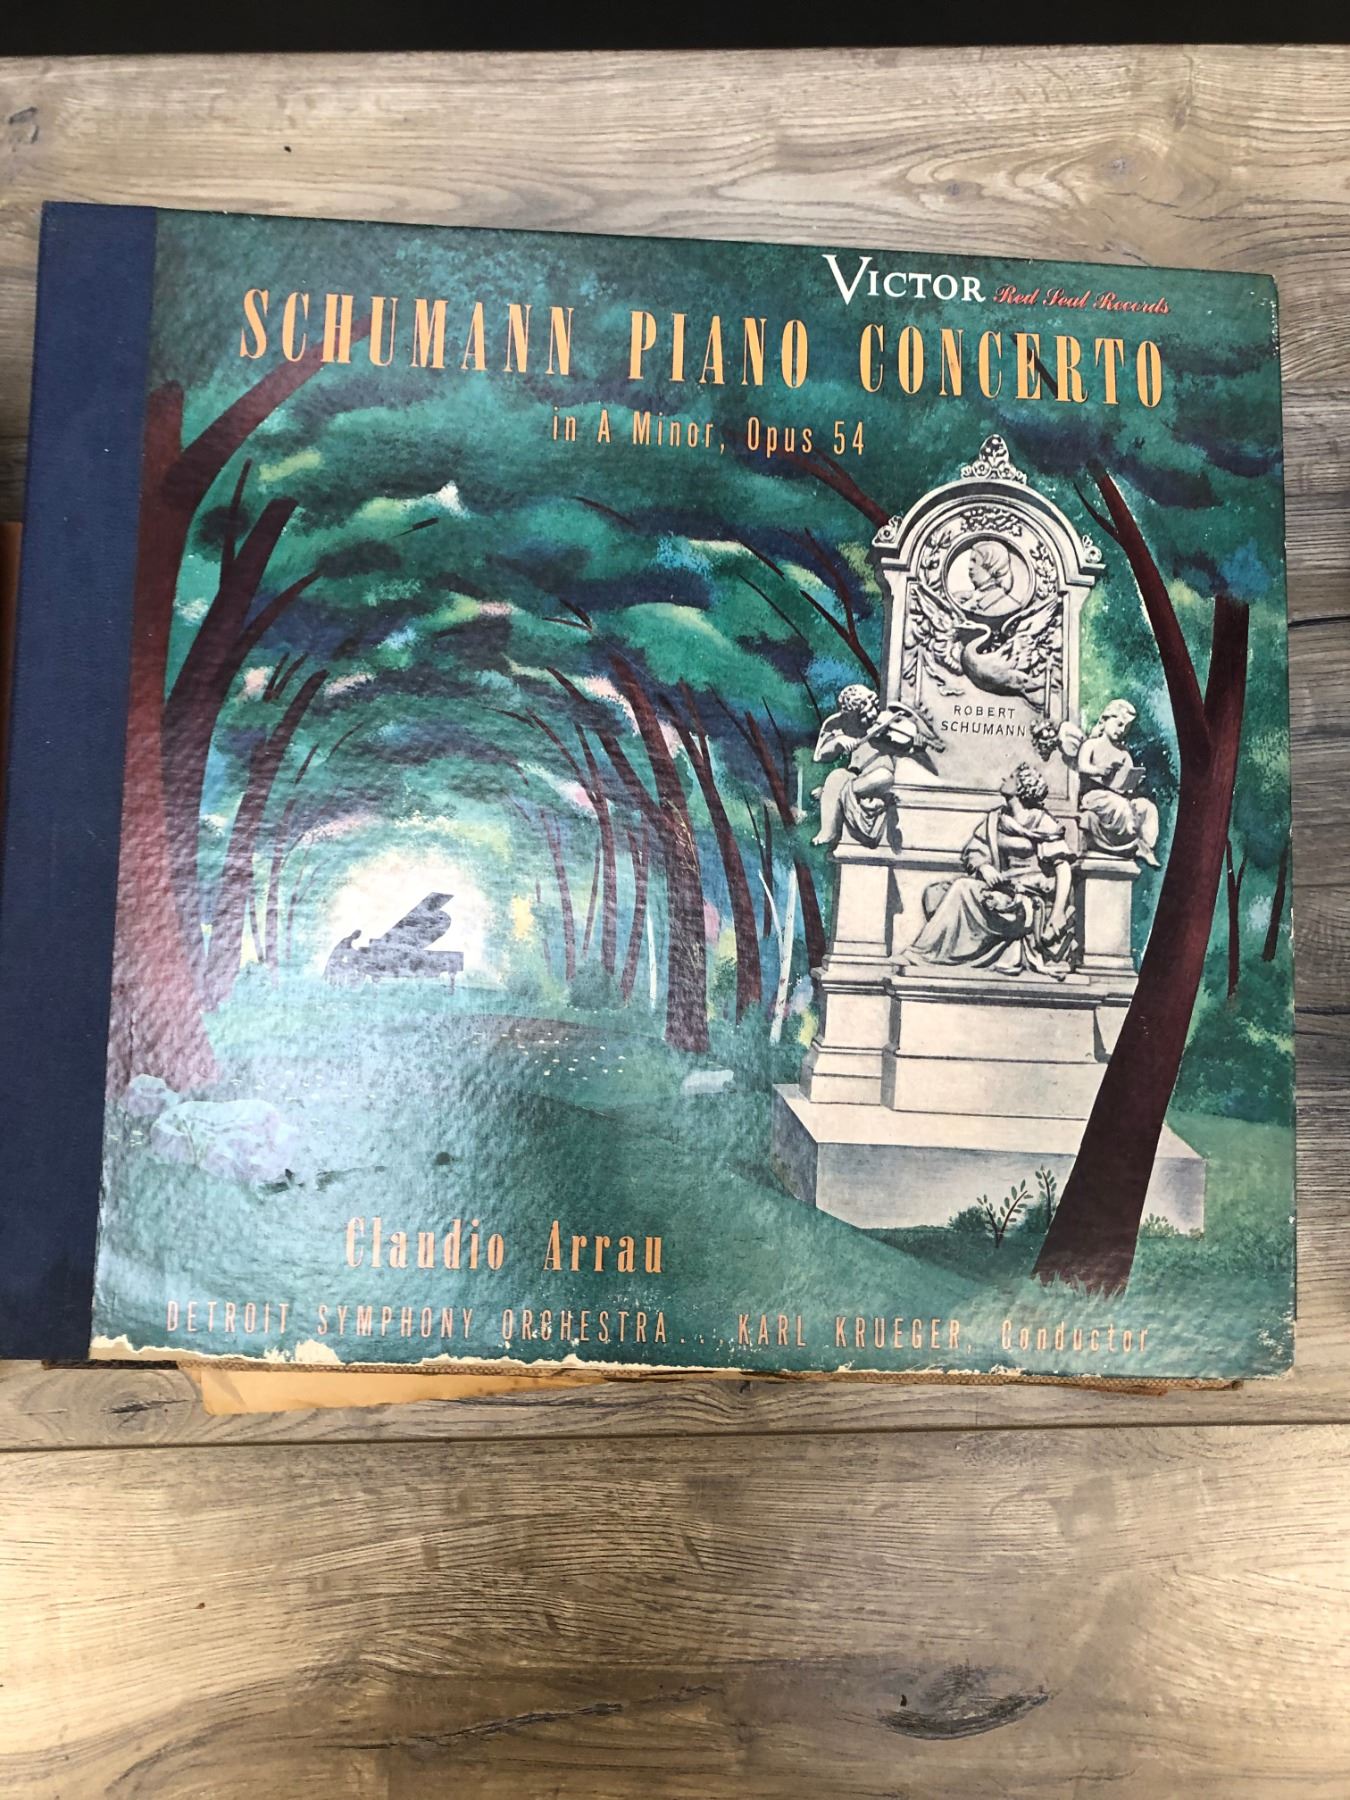 VICTOR Red Seal Records
SCHUMANN PIANO CONCERTO
in A Minor, Opus 54
ROBERT
SCHUMANN
Claudio Arrau
DETROIT SYMPHONY ORCHESTRA... KARL KRUEGER, Conductor